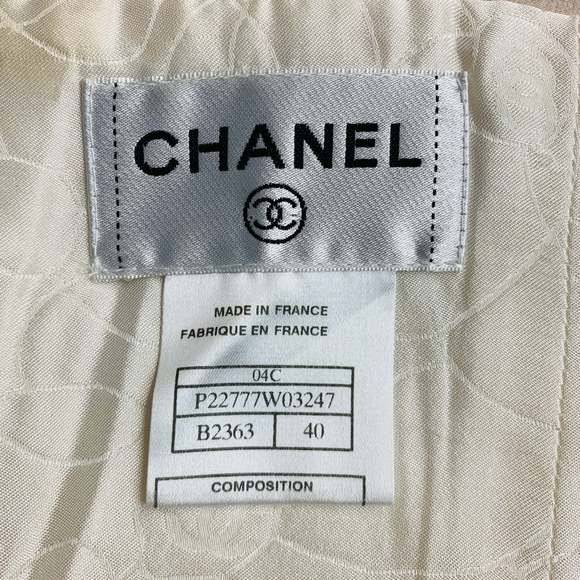 CHANEL
MADE IN FRANCE
FABRIQUE EN FRANCE
04C
P22777W03247
B2363 40
COMPOSITION